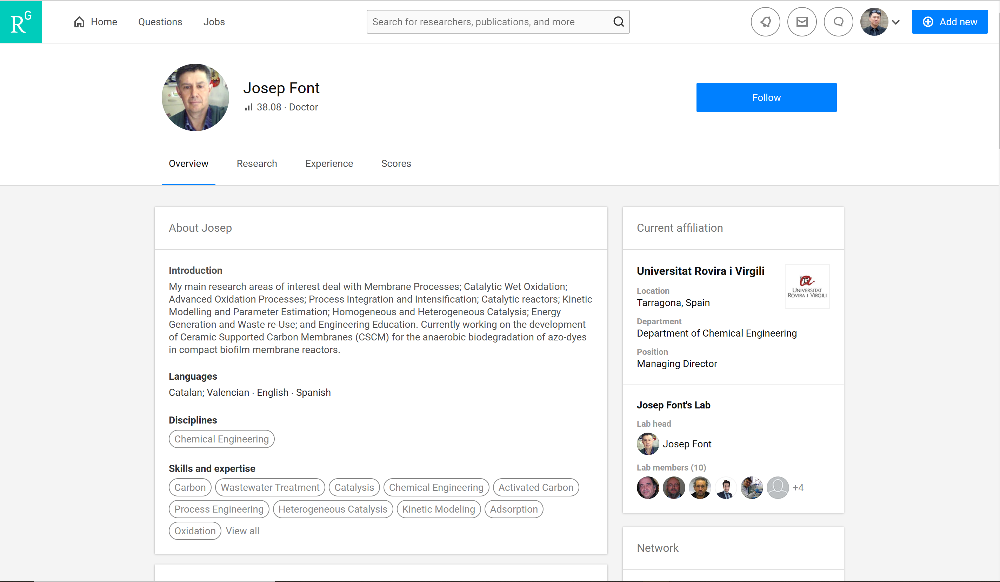 RG
Home
Questions
Jobs
Search for researchers, publications, and more
Add new
Josep Font
38.08 · Doctor
Follow
Overview
Research
Experience
Scores
About Josep
Introduction
My main research areas of interest deal with Membrane Processes; Catalytic Wet Oxidation;
Advanced Oxidation Processes; Process Integration and Intensification; Catalytic reactors; Kinetic
Modelling and Parameter Estimation; Homogeneous and Heterogeneous Catalysis; Energy
Generation and Waste re-Use; and Engineering Education. Currently working on the development
of Ceramic Supported Carbon Membranes (CSCM) for the anaerobic biodegradation of azo-dyes
in compact biofilm membrane reactors.
Languages
Catalan; Valencian · English · Spanish
Disciplines
Chemical Engineering
Skills and expertise
Carbon
Wastewater Treatment
Catalysis
Chemical Engineering
Activated Carbon
Process Engineering
Heterogeneous Catalysis
Kinetic Modeling
Adsorption
Oxidation
View all
Current affiliation
Universitat Rovira i Virgili
UNIVERSITAT
ROVIRA I VIRGILI
Location
Tarragona, Spain
Department
Department of Chemical Engineering
Position
Managing Director
Josep Font's Lab
Lab head
Josep Font
Lab members (10)
+4
Network